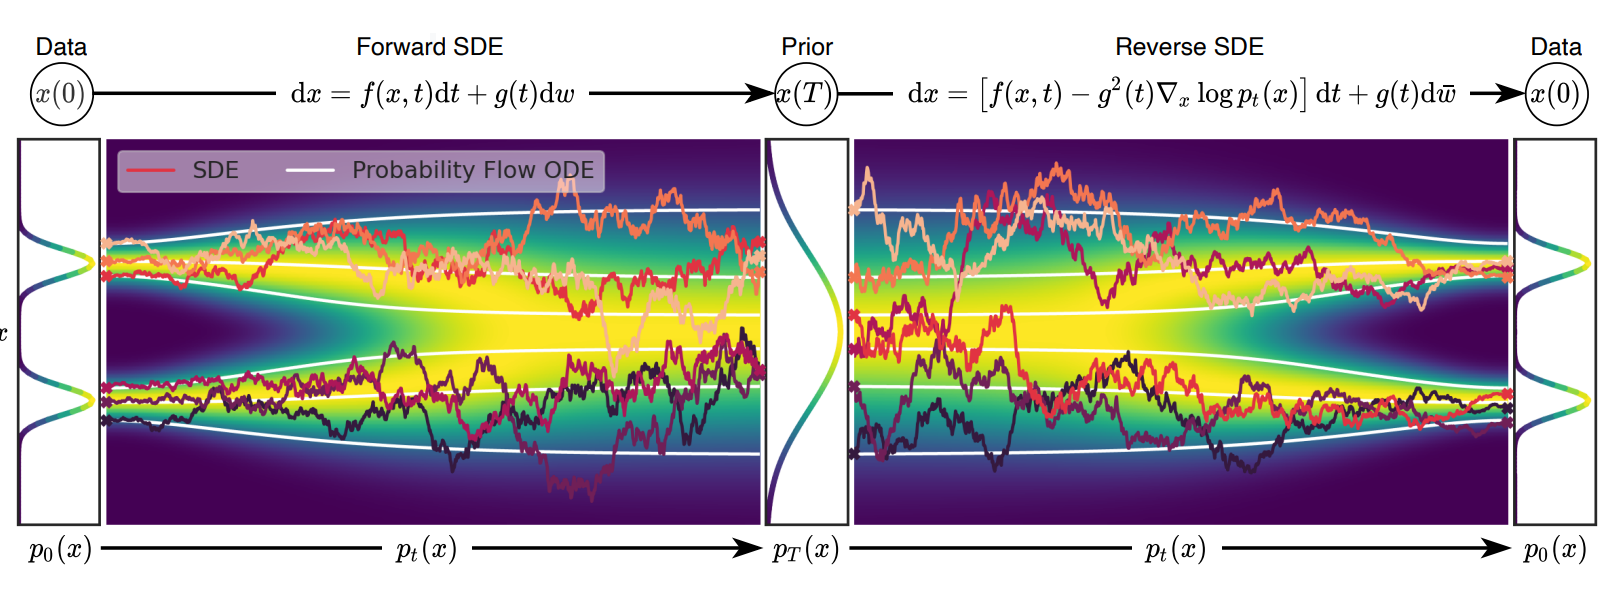 Data Forward SDE Prior Reverse SDE Data
x(0) dx = f(x, t)dt + g(t)dw x(T) dx = [f(x, t) − g²(t)∇ₓ log pₜ(x)] dt + g(t)dw̄ x(0)
SDE Probability Flow ODE
x
p₀(x) pₜ(x) p_T(x) pₜ(x) p₀(x)